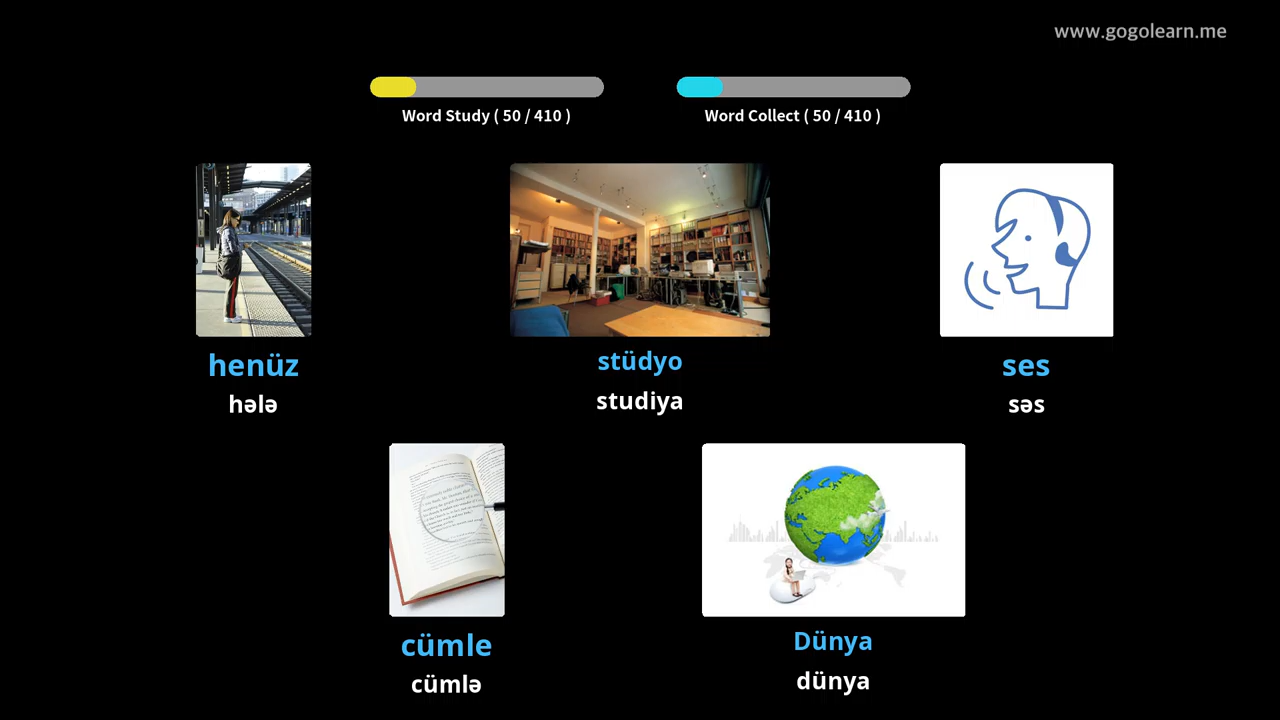 www.gogolearn.me
Word Study ( 50 / 410 )
Word Collect ( 50 / 410 )
henüz
hələ
stüdyo
studiya
ses
səs
cümle
cümlə
Dünya
dünya